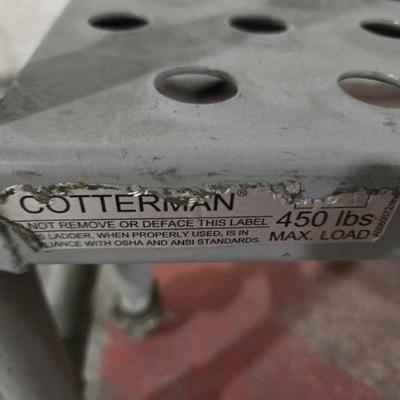 COTTERMAN®
NOT REMOVE OR DEFACE THIS LABEL
LADDER, WHEN PROPERLY USED, IS IN
WITH OSHA AND ANSI STANDARDS.
450 lbs
MAX. LOAD